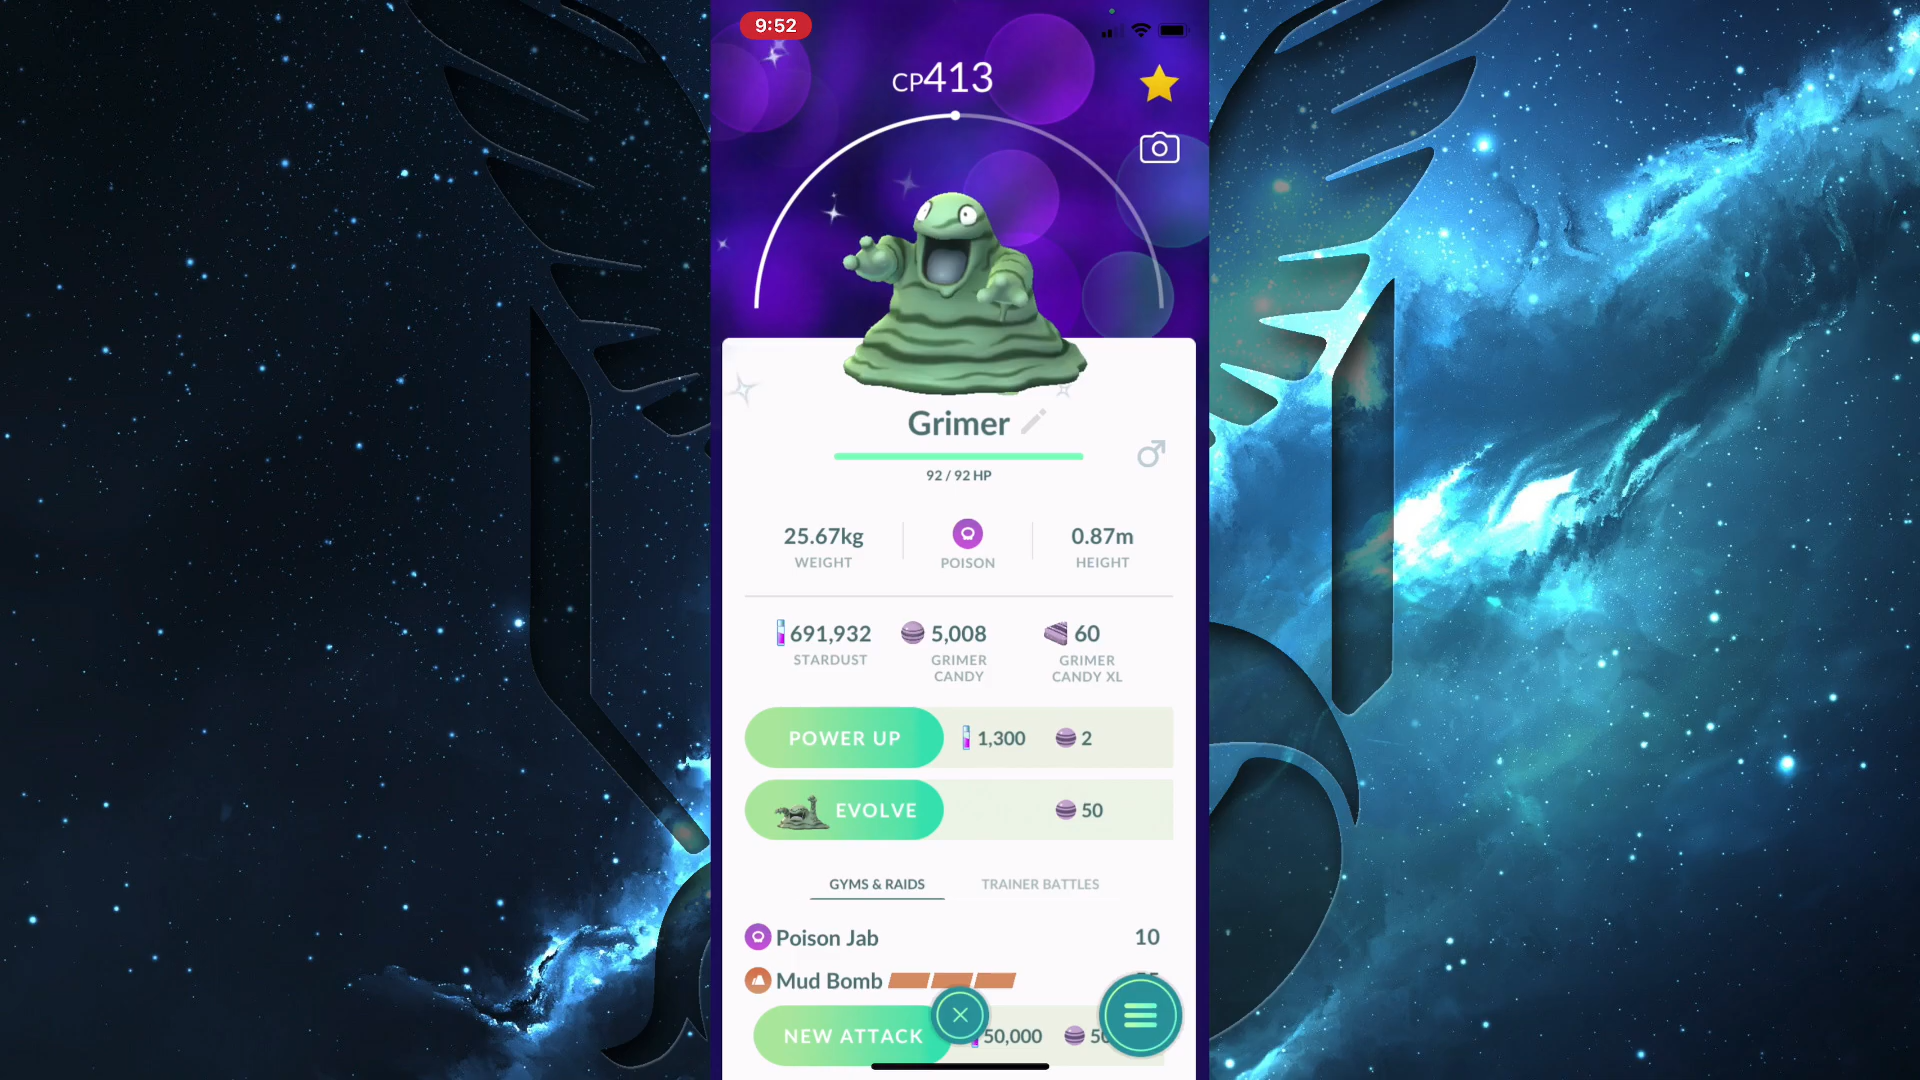 9:52
CP413
Grimer
92 / 92 HP
25.67kg
WEIGHT
POISON
0.87m
HEIGHT
691,932
STARDUST
5,008
GRIMER
CANDY
60
GRIMER
CANDY XL
POWER UP 1,300 2
EVOLVE 50
GYMS & RAIDS TRAINER BATTLES
Poison Jab 10
Mud Bomb
NEW ATTACK 50,000